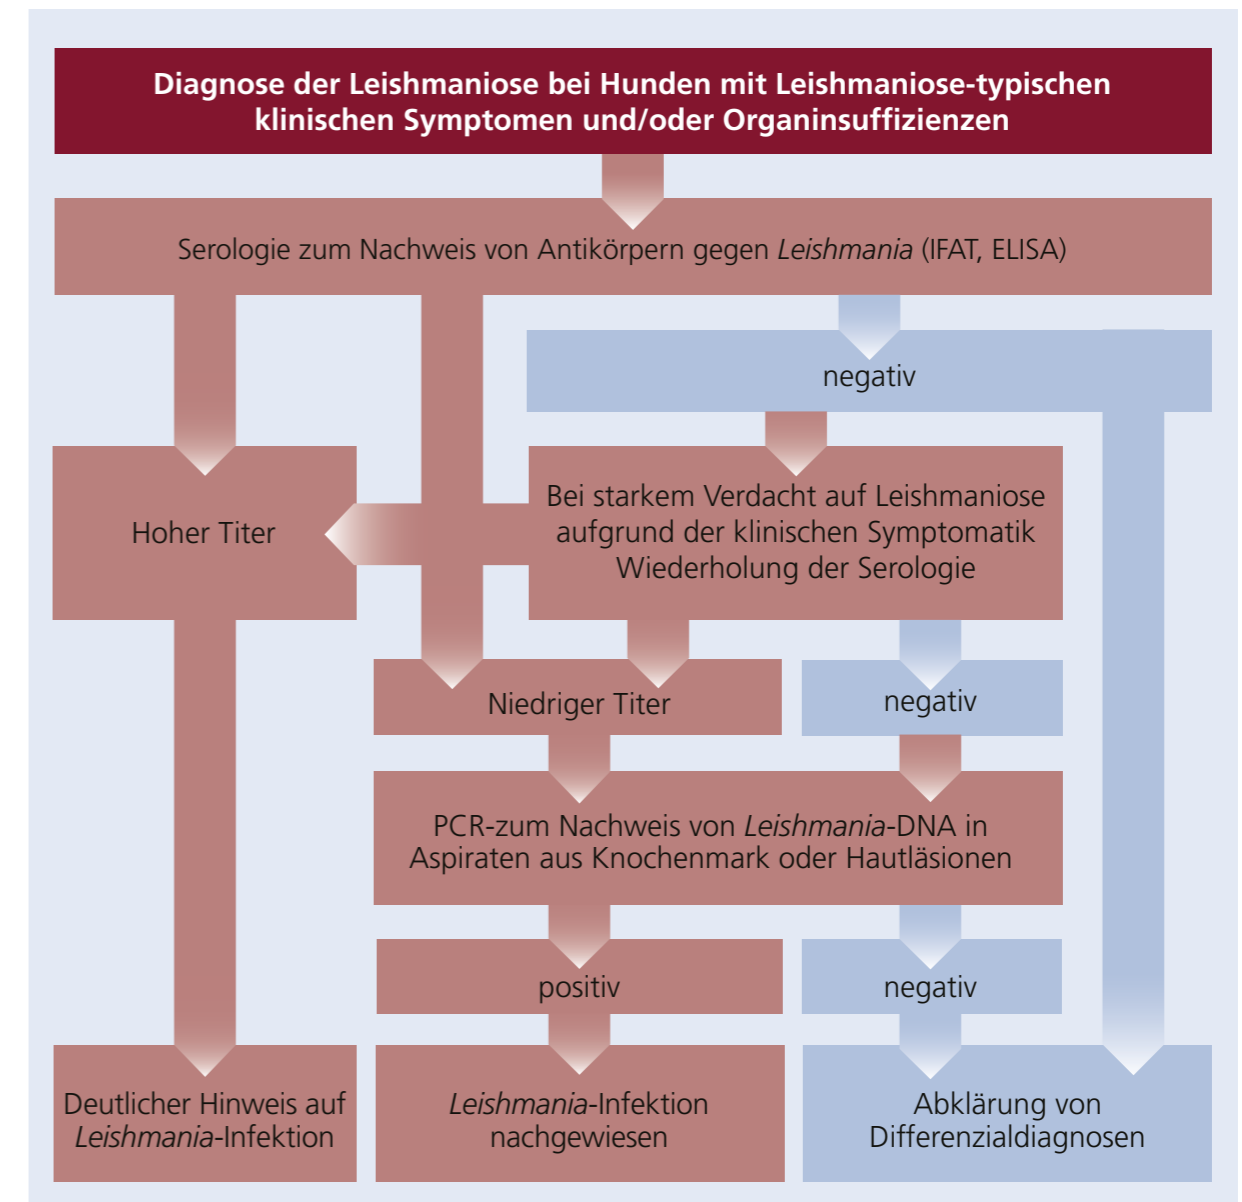 Diagnose der Leishmaniose bei Hunden mit Leishmaniose-typischen
klinischen Symptomen und/oder Organinsuffizienzen
Serologie zum Nachweis von Antikörpern gegen Leishmania (IFAT, ELISA)
negativ
Hoher Titer
Bei starkem Verdacht auf Leishmaniose
aufgrund der klinischen Symptomatik
Wiederholung der Serologie
Niedriger Titer
negativ
PCR-zum Nachweis von Leishmania-DNA in
Aspiraten aus Knochenmark oder Hautläsionen
positiv
negativ
Deutlicher Hinweis auf
Leishmania-Infektion
Leishmania-Infektion
nachgewiesen
Abklärung von
Differenzialdiagnosen